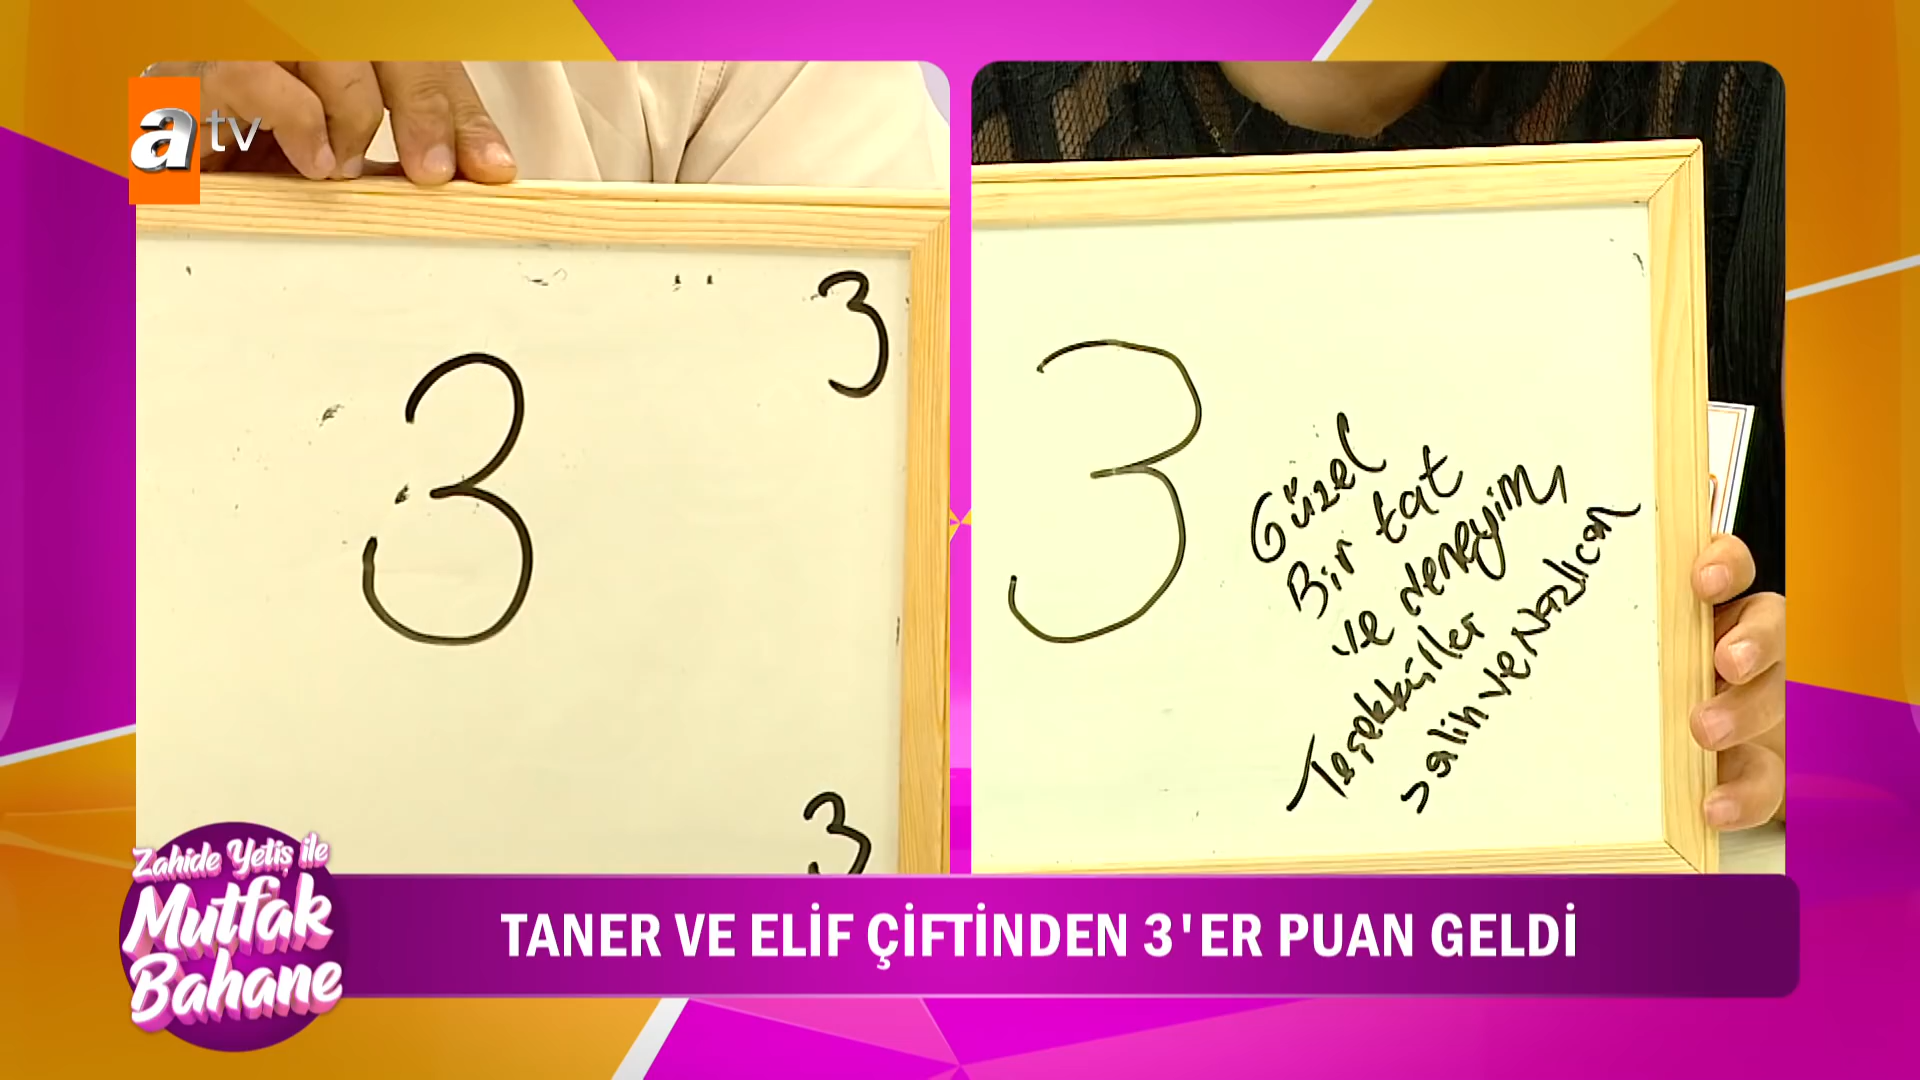 atv
3
3
3
3
Güzel
Bir tat
ve deneyim
Teşekkürler
salih ve Nazlıcan
Zahide Yetiş ile
Mutfak
Bahane
TANER VE ELİF ÇİFTİNDEN 3'ER PUAN GELDİ